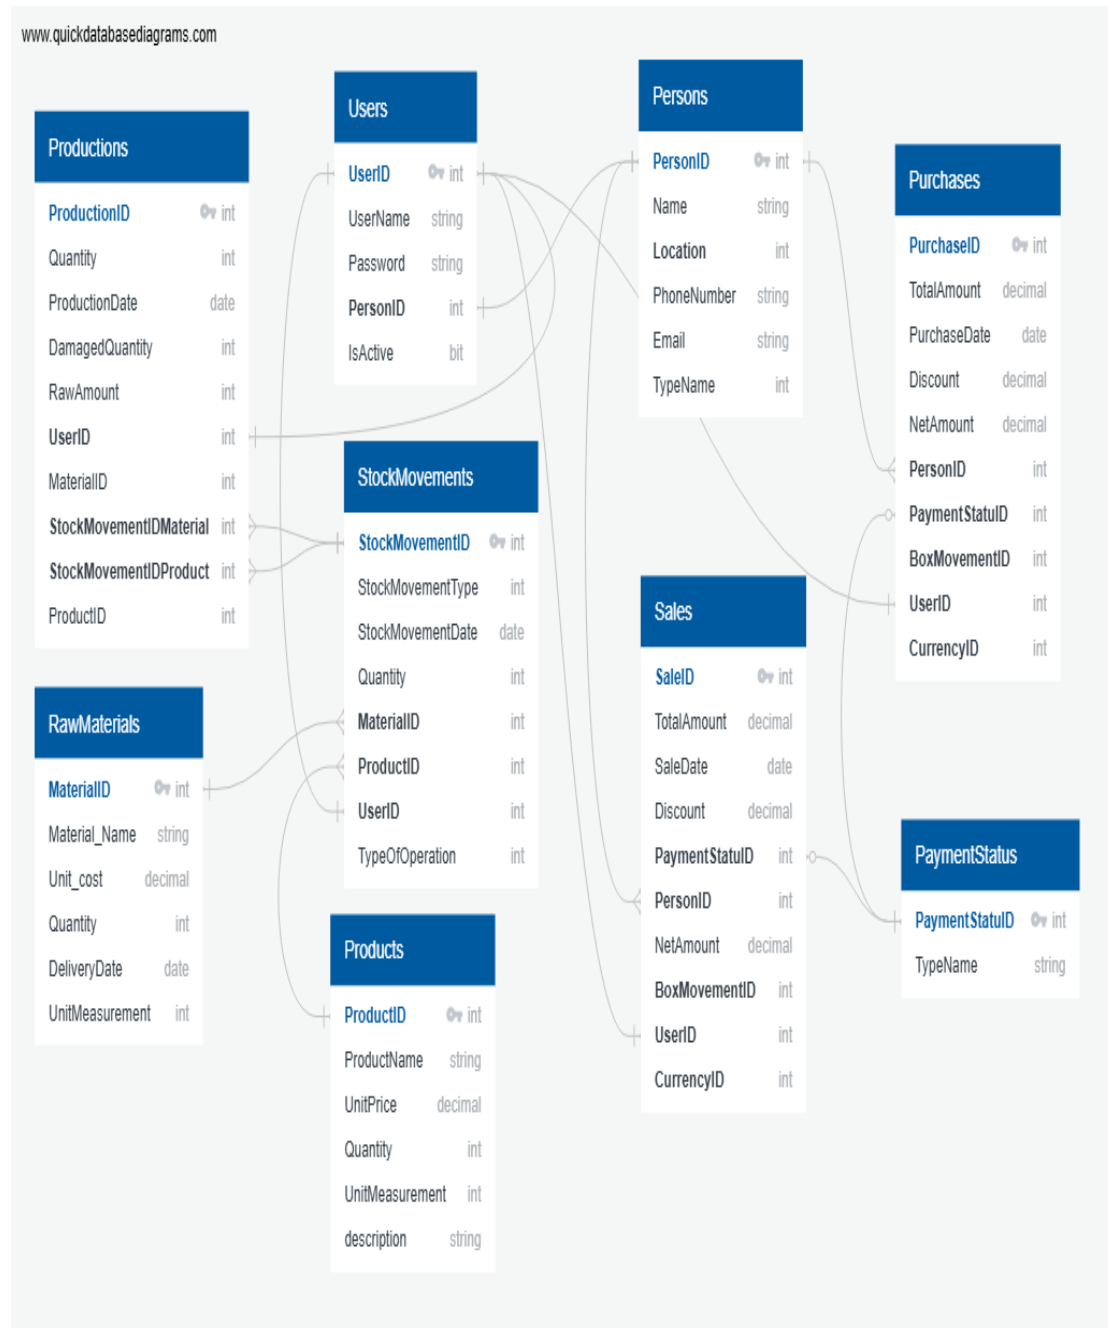 www.quickdatabasediagrams.com
Productions
ProductionID int
Quantity int
ProductionDate date
DamagedQuantity int
RawAmount int
UserID int
MaterialID int
StockMovementIDMaterial int
StockMovementIDProduct int
ProductID int
Users
UserID int
UserName string
Password string
PersonID int
IsActive bit
Persons
PersonID int
Name string
Location int
PhoneNumber string
Email string
TypeName int
Purchases
PurchaseID int
TotalAmount decimal
PurchaseDate date
Discount decimal
NetAmount decimal
PersonID int
PaymentStatuID int
BoxMovementID int
UserID int
CurrencyID int
StockMovements
StockMovementID int
StockMovementType int
StockMovementDate date
Quantity int
MaterialID int
ProductID int
UserID int
TypeOfOperation int
Sales
SaleID int
TotalAmount decimal
SaleDate date
Discount decimal
PaymentStatuID int
PersonID int
NetAmount decimal
BoxMovementID int
UserID int
CurrencyID int
RawMaterials
MaterialID int
Material_Name string
Unit_cost decimal
Quantity int
DeliveryDate date
UnitMeasurement int
PaymentStatus
PaymentStatuID int
TypeName string
Products
ProductID int
ProductName string
UnitPrice decimal
Quantity int
UnitMeasurement int
description string